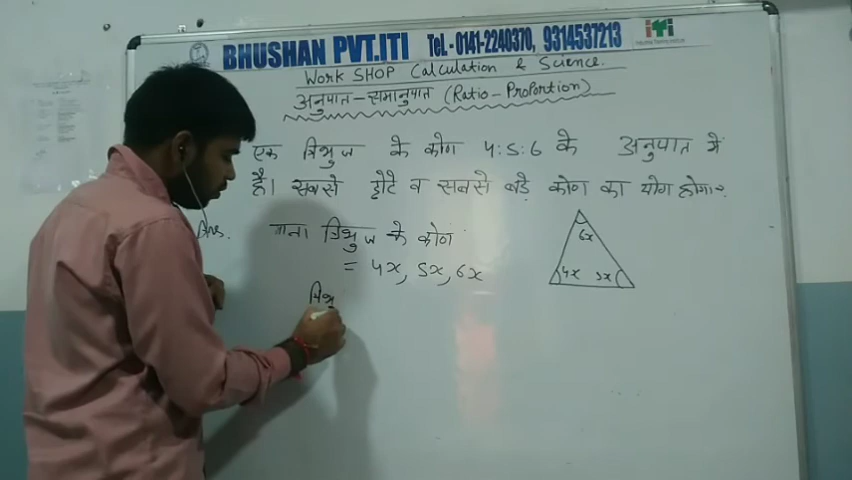 BHUSHAN PVT.ITI Tel.-0141-2240370, 9314537213
ITI
WORK SHOP Calculation & Science.
अनुपात-समानुपात (Ratio-Proportion)
एक त्रिभुज के कोण 4:5:6 के अनुपात में
है। सबसे छोटे व सबसे बड़े कोण का योग होगा?
Ans. माना त्रिभुज के कोण
= 4x, 5x, 6x
6x
4x 5x
त्रिभु